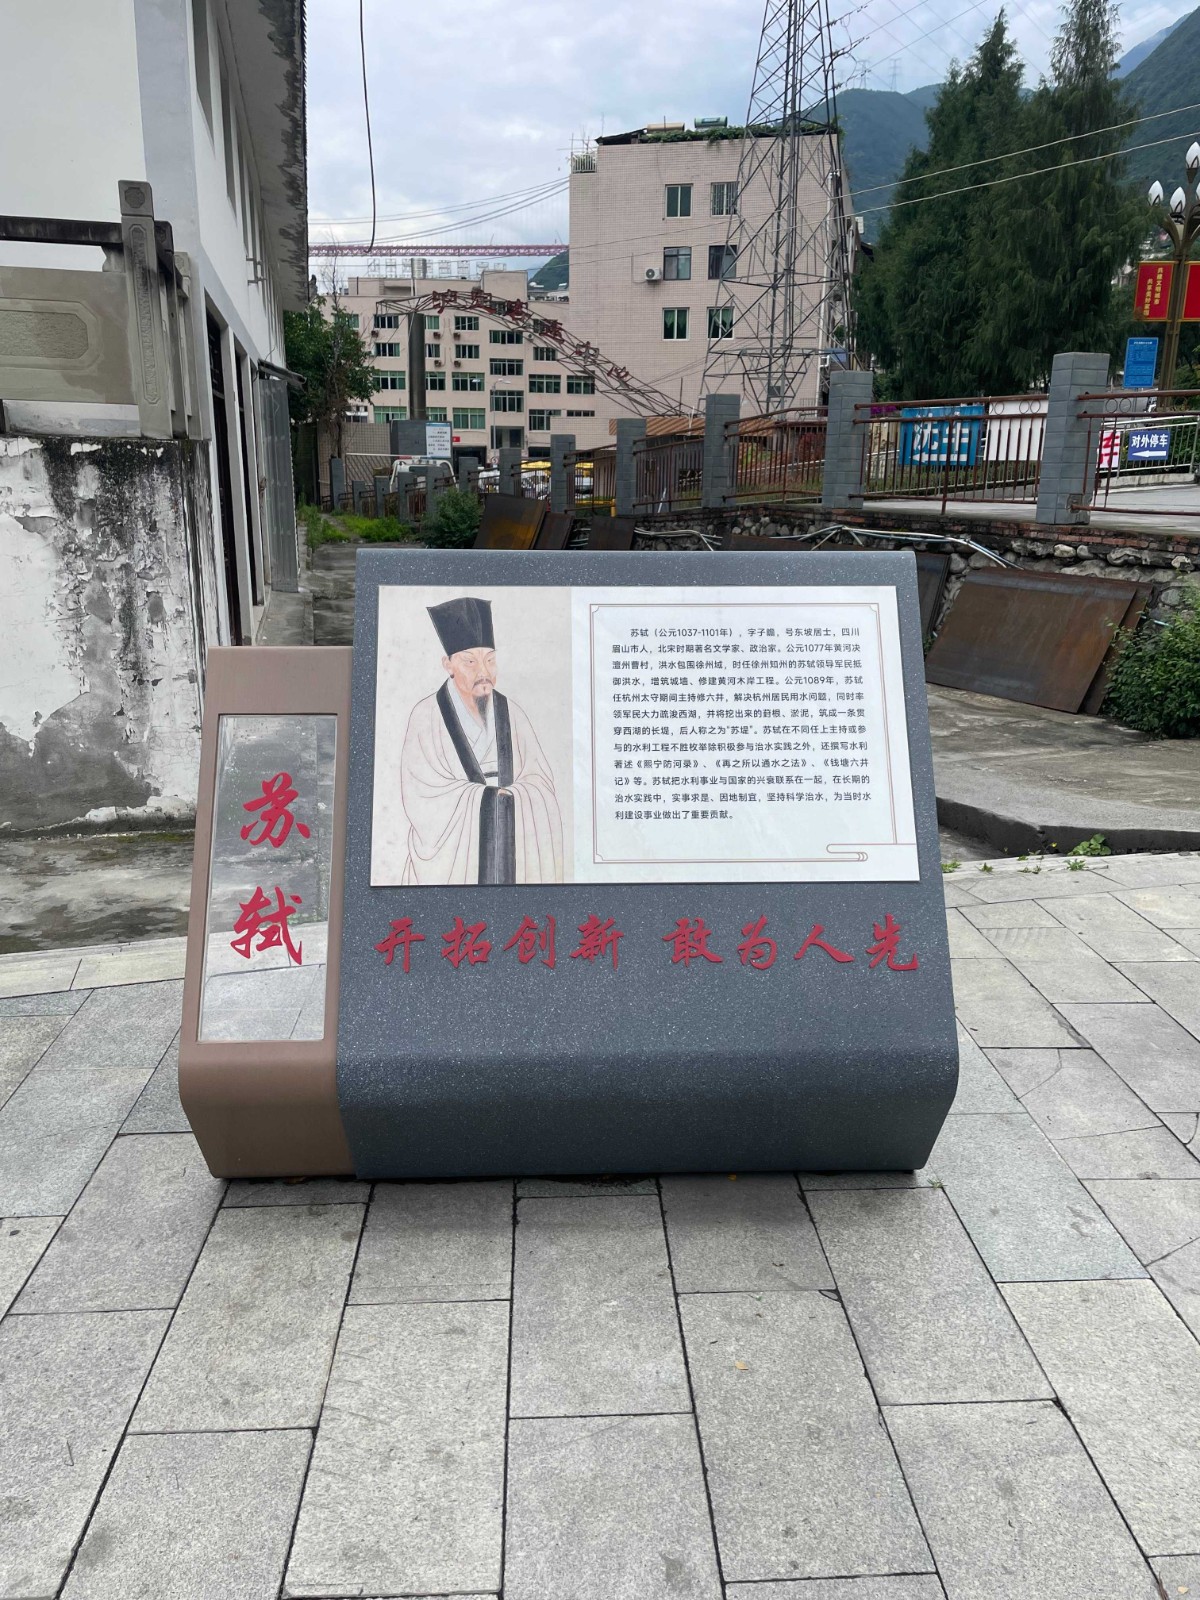 苏轼（公元1037-1101年），字子瞻，号东坡居士，四川
眉山市人，北宋时期著名文学家、政治家。公元1077年黄河决
澶州曹村，洪水包围徐州城，时任徐州知州的苏轼领导军民抵
御洪水，增筑城墙、修建黄河木岸工程。公元1089年，苏轼
任杭州太守期间主持修六井，解决杭州居民用水问题，同时率
领军民大力疏浚西湖，并将挖出来的葑根、淤泥，筑成一条贯
穿西湖的长堤，后人称之为“苏堤”。苏轼在不同任上主持或参
与的水利工程不胜枚举除积极参与治水实践之外，还撰写水利
著述《熙宁防河录》、《再之所以通水之法》、《钱塘六井
记》等。苏轼把水利事业与国家的兴衰联系在一起，在长期的
治水实践中，实事求是、因地制宜，坚持科学治水，为当时水
利建设事业做出了重要贡献。
苏轼
开拓创新 敢为人先
洗车
对外停车